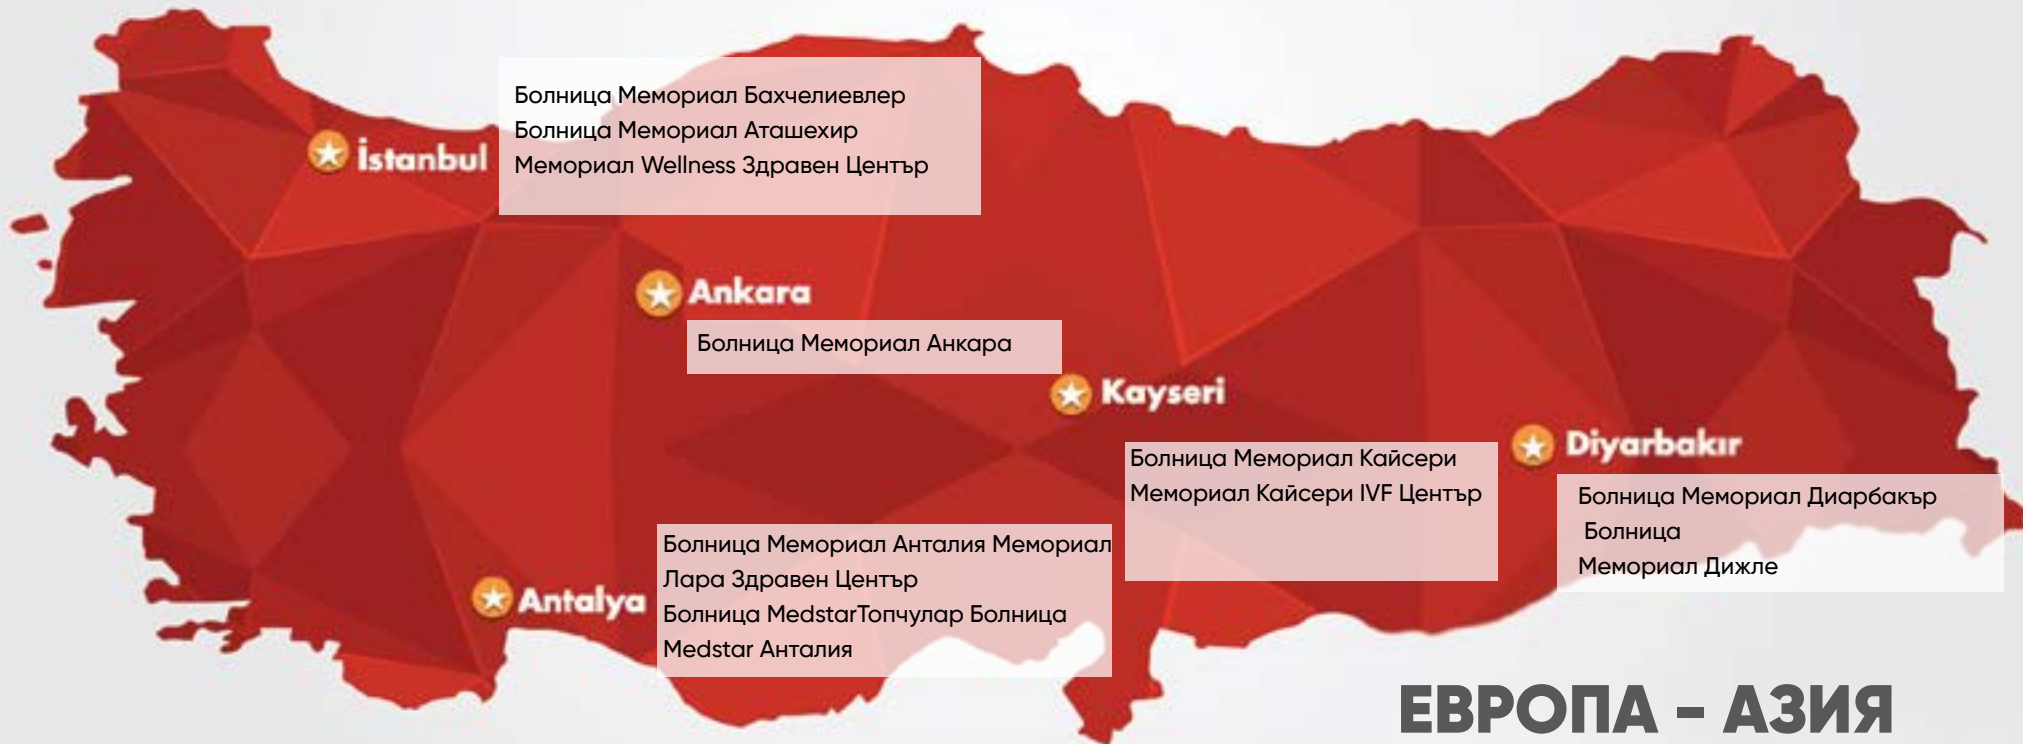 Болница Мемориал Бахчелиевлер
Болница Мемориал Аташехир
Мемориал Wellness Здравен Център
İstanbul
Ankara
Болница Мемориал Анкара
Kayseri
Болница Мемориал Кайсери
Мемориал Кайсери IVF Център
Diyarbakır
Болница Мемориал Диарбакър
Болница
Мемориал Дижле
Antalya
Болница Мемориал Анталия Мемориал
Лара Здравен Център
Болница MedstarТопчулар Болница
Medstar Анталия
ЕВРОПА – АЗИЯ